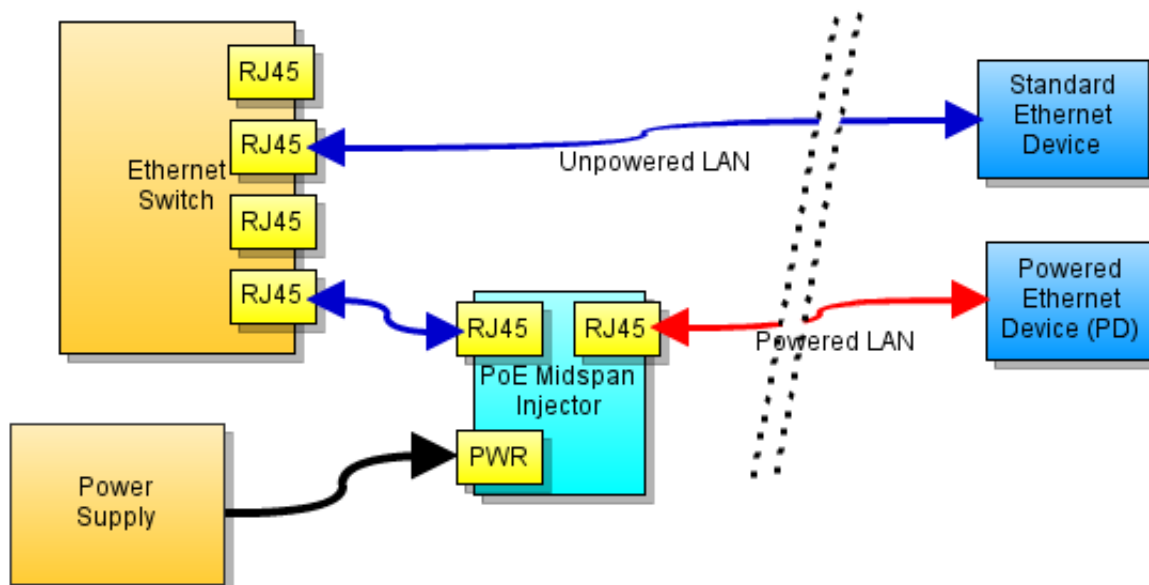 RJ45
RJ45
Ethernet
Switch
RJ45
RJ45
Unpowered LAN
Standard
Ethernet
Device
RJ45
RJ45
PoE Midspan
Injector
PWR
Powered LAN
Powered
Ethernet
Device (PD)
Power
Supply